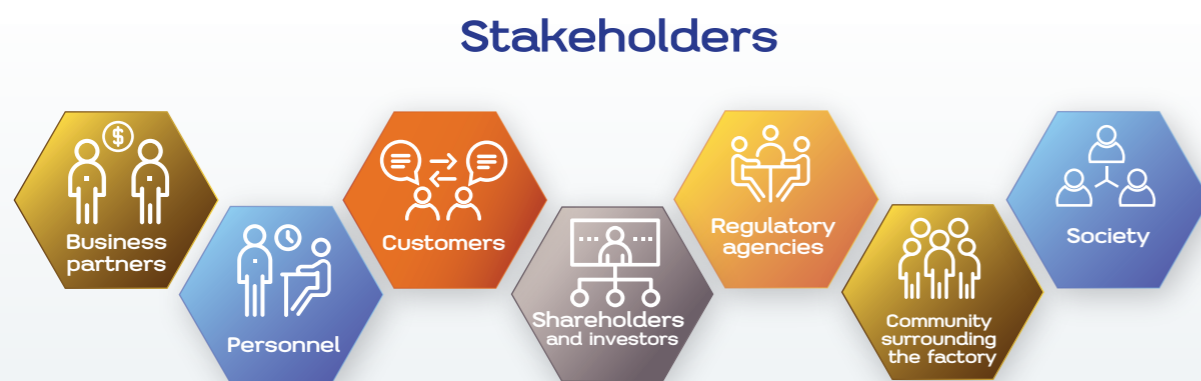 Stakeholders
$
Business
partners
Personnel
Customers
Shareholders
and investors
Regulatory
agencies
Community
surrounding
the factory
Society